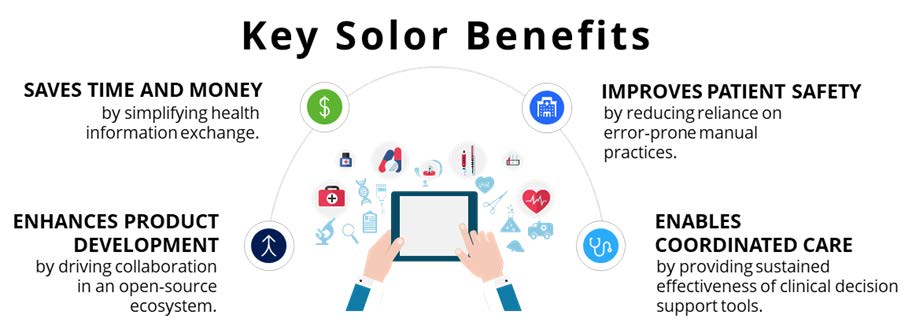 Key Solor Benefits
SAVES TIME AND MONEY
by simplifying health
information exchange.
IMPROVES PATIENT SAFETY
by reducing reliance on
error-prone manual
practices.
ENHANCES PRODUCT
DEVELOPMENT
by driving collaboration
in an open-source
ecosystem.
ENABLES
COORDINATED CARE
by providing sustained
effectiveness of clinical decision
support tools.